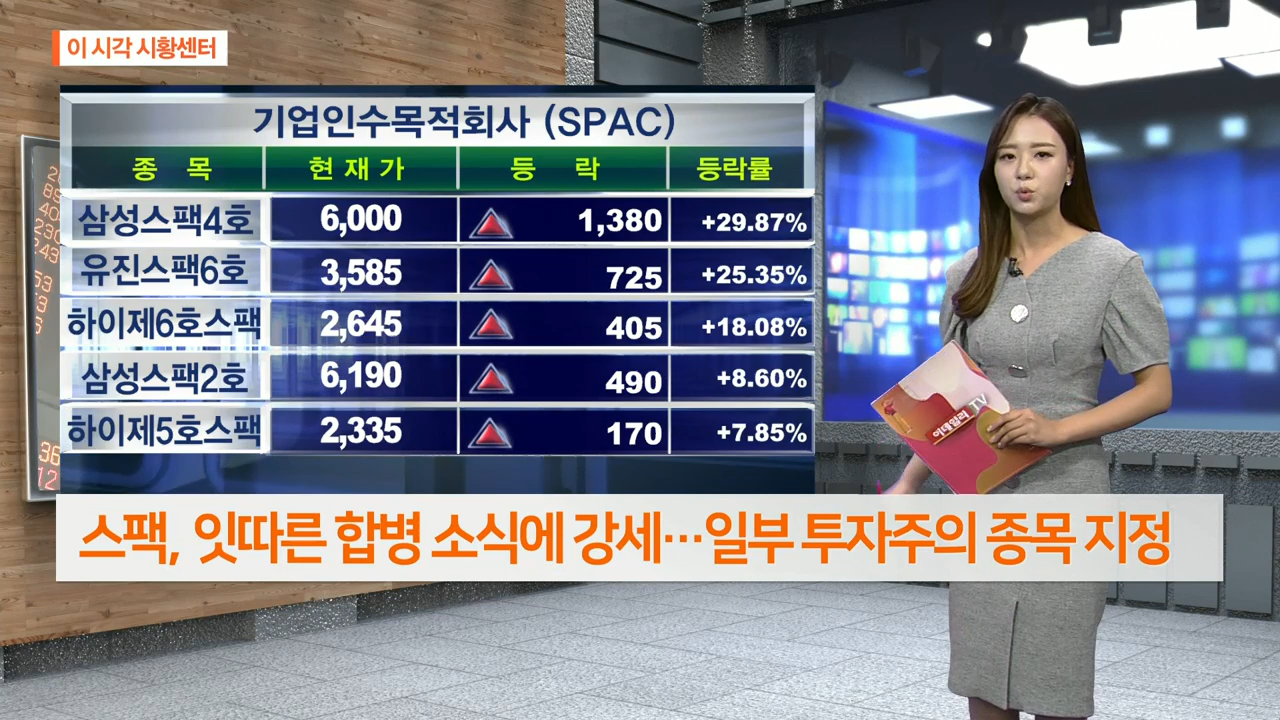 이 시각 시황센터
기업인수목적회사 (SPAC)
종 목 현 재 가 등 락 등락률
삼성스팩4호 6,000 ▲ 1,380 +29.87%
유진스팩6호 3,585 ▲ 725 +25.35%
하이제6호스팩 2,645 ▲ 405 +18.08%
삼성스팩2호 6,190 ▲ 490 +8.60%
하이제5호스팩 2,335 ▲ 170 +7.85%
이데일리 TV
스팩, 잇따른 합병 소식에 강세…일부 투자주의 종목 지정